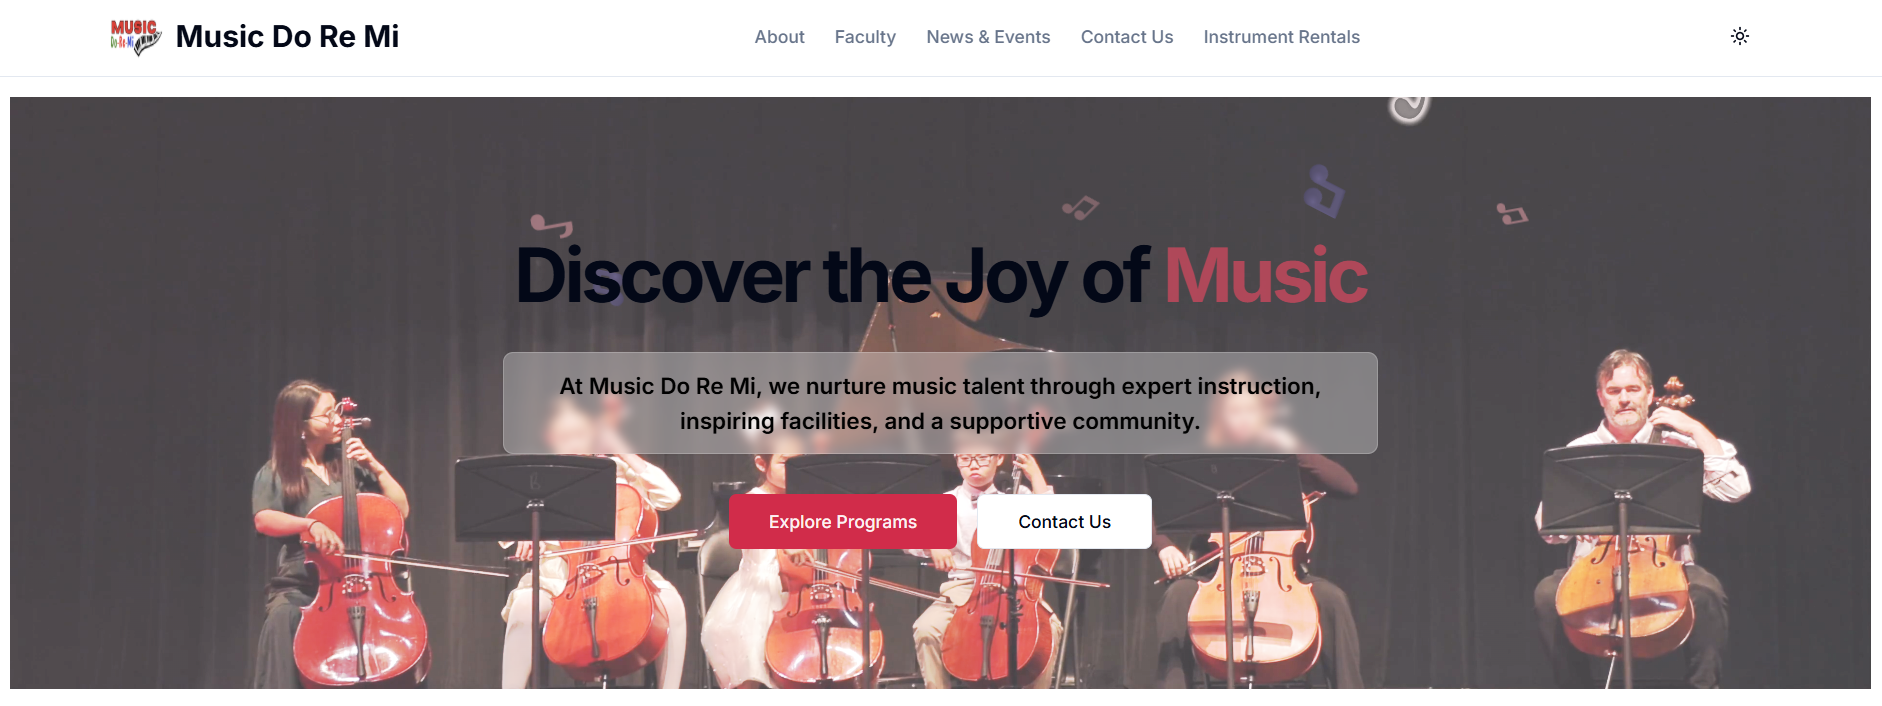 MUSIC
Do-Re-Mi
Music Do Re Mi
About
Faculty
News & Events
Contact Us
Instrument Rentals
Discover the Joy of Music
At Music Do Re Mi, we nurture music talent through expert instruction,
inspiring facilities, and a supportive community.
Explore Programs
Contact Us